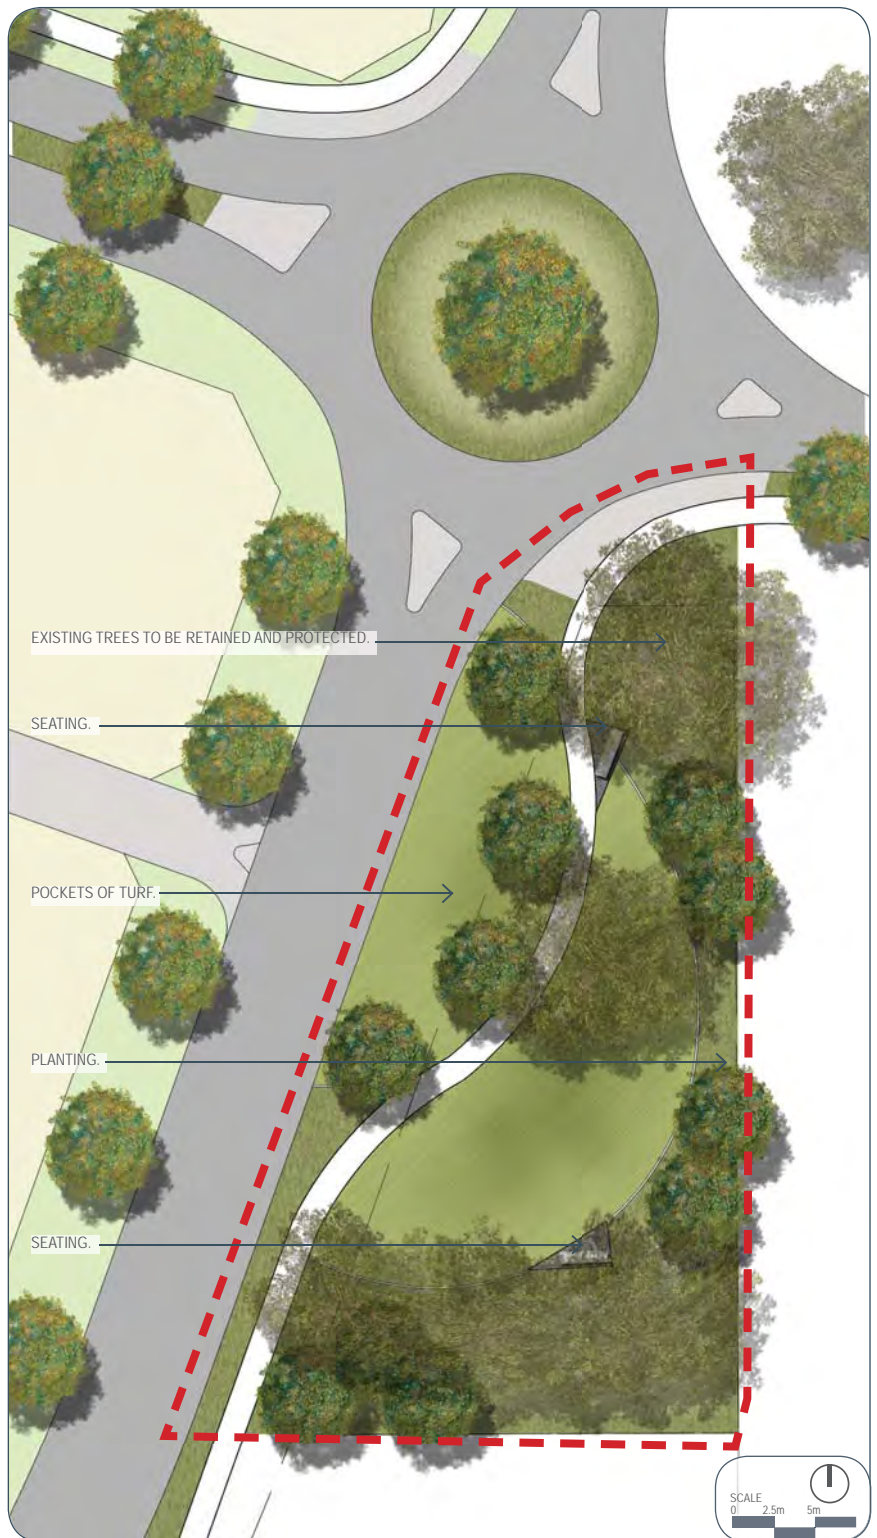 EXISTING TREES TO BE RETAINED AND PROTECTED.
SEATING.
POCKETS OF TURF.
PLANTING.
SEATING.
SCALE
0 2.5m 5m